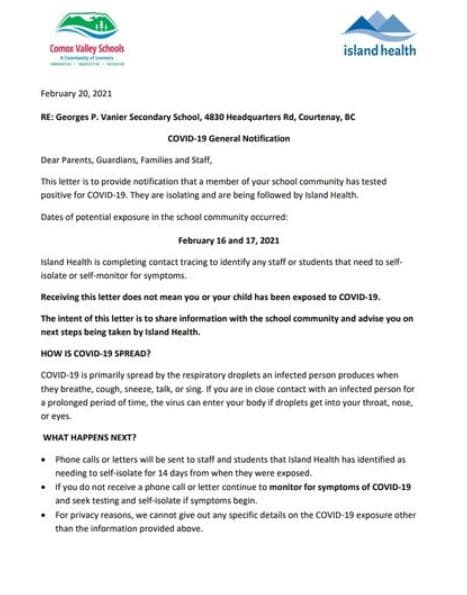 Comox Valley Schools
A Community of Learners
island health
February 20, 2021
RE: Georges P. Vanier Secondary School, 4830 Headquarters Rd, Courtenay, BC
COVID-19 General Notification
Dear Parents, Guardians, Families and Staff,
This letter is to provide notification that a member of your school community has tested
positive for COVID-19. They are isolating and are being followed by Island Health.
Dates of potential exposure in the school community occurred:
February 16 and 17, 2021
Island Health is completing contact tracing to identify any staff or students that need to self-
isolate or self-monitor for symptoms.
Receiving this letter does not mean you or your child has been exposed to COVID-19.
The intent of this letter is to share information with the school community and advise you on
next steps being taken by Island Health.
HOW IS COVID-19 SPREAD?
COVID-19 is primarily spread by the respiratory droplets an infected person produces when
they breathe, cough, sneeze, talk, or sing. If you are in close contact with an infected person for
a prolonged period of time, the virus can enter your body if droplets get into your throat, nose,
or eyes.
WHAT HAPPENS NEXT?
• Phone calls or letters will be sent to staff and students that Island Health has identified as
needing to self-isolate for 14 days from when they were exposed.
• If you do not receive a phone call or letter continue to monitor for symptoms of COVID-19
and seek testing and self-isolate if symptoms begin.
• For privacy reasons, we cannot give out any specific details on the COVID-19 exposure other
than the information provided above.